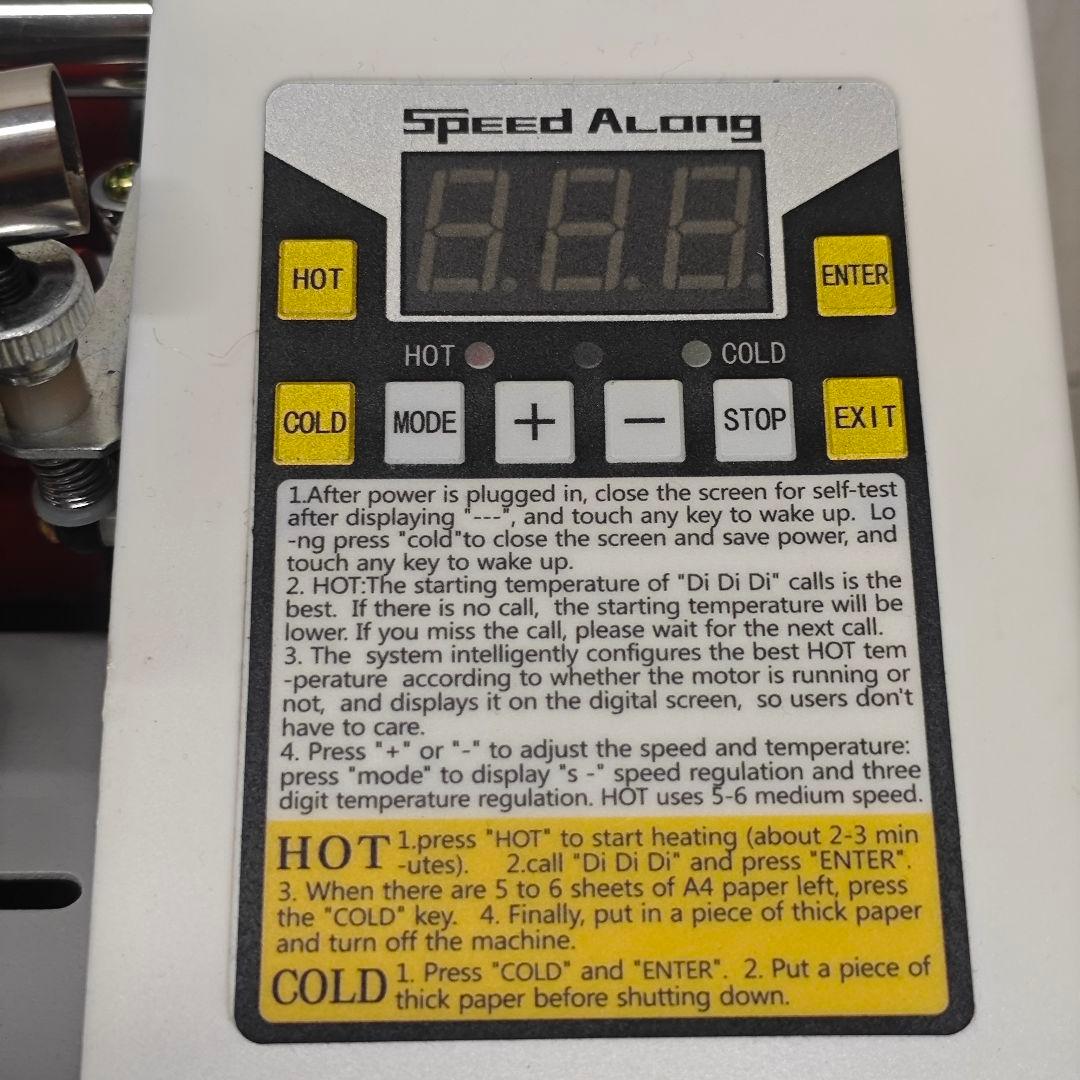 Speed Along
HOT
ENTER
HOT
COLD
COLD
MODE
+
−
STOP
EXIT
1.After power is plugged in, close the screen for self-test
after displaying "---", and touch any key to wake up. Lo
-ng press "cold"to close the screen and save power, and
touch any key to wake up.
2. HOT:The starting temperature of "Di Di Di" calls is the
best. If there is no call, the starting temperature will be
lower. If you miss the call, please wait for the next call.
3. The system intelligently configures the best HOT tem
-perature according to whether the motor is running or
not, and displays it on the digital screen, so users don't
have to care.
4. Press "+" or "-" to adjust the speed and temperature:
press "mode" to display "s -" speed regulation and three
digit temperature regulation. HOT uses 5-6 medium speed.
HOT 1.press "HOT" to start heating (about 2-3 min
-utes). 2.call "Di Di Di" and press "ENTER".
3. When there are 5 to 6 sheets of A4 paper left, press
the "COLD" key. 4. Finally, put in a piece of thick paper
and turn off the machine.
COLD 1. Press "COLD" and "ENTER". 2. Put a piece of
thick paper before shutting down.